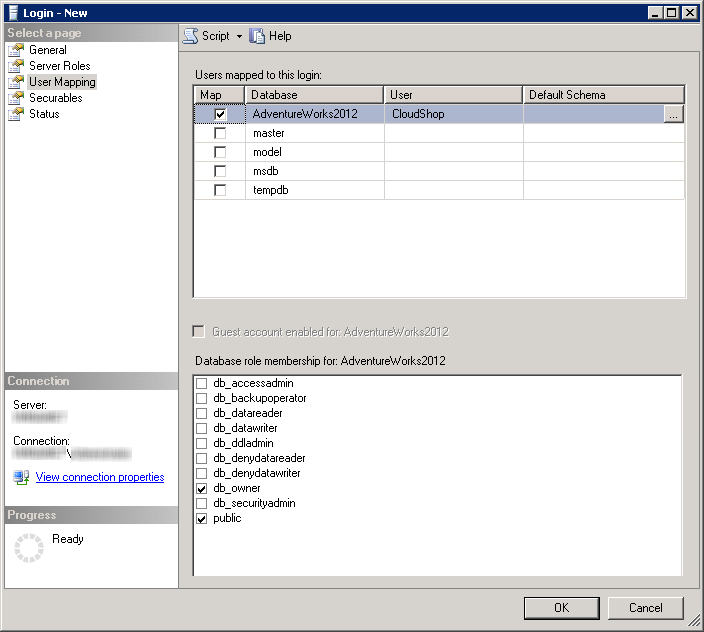 Login - New
Select a page
General
Server Roles
User Mapping
Securables
Status
Script
Help
Users mapped to this login:
Map Database User Default Schema
AdventureWorks2012 CloudShop ...
master
model
msdb
tempdb
Guest account enabled for: AdventureWorks2012
Database role membership for: AdventureWorks2012
db_accessadmin
db_backupoperator
db_datareader
db_datawriter
db_ddladmin
db_denydatareader
db_denydatawriter
db_owner
db_securityadmin
public
Connection
Server:
Connection:
\
View connection properties
Progress
Ready
OK
Cancel